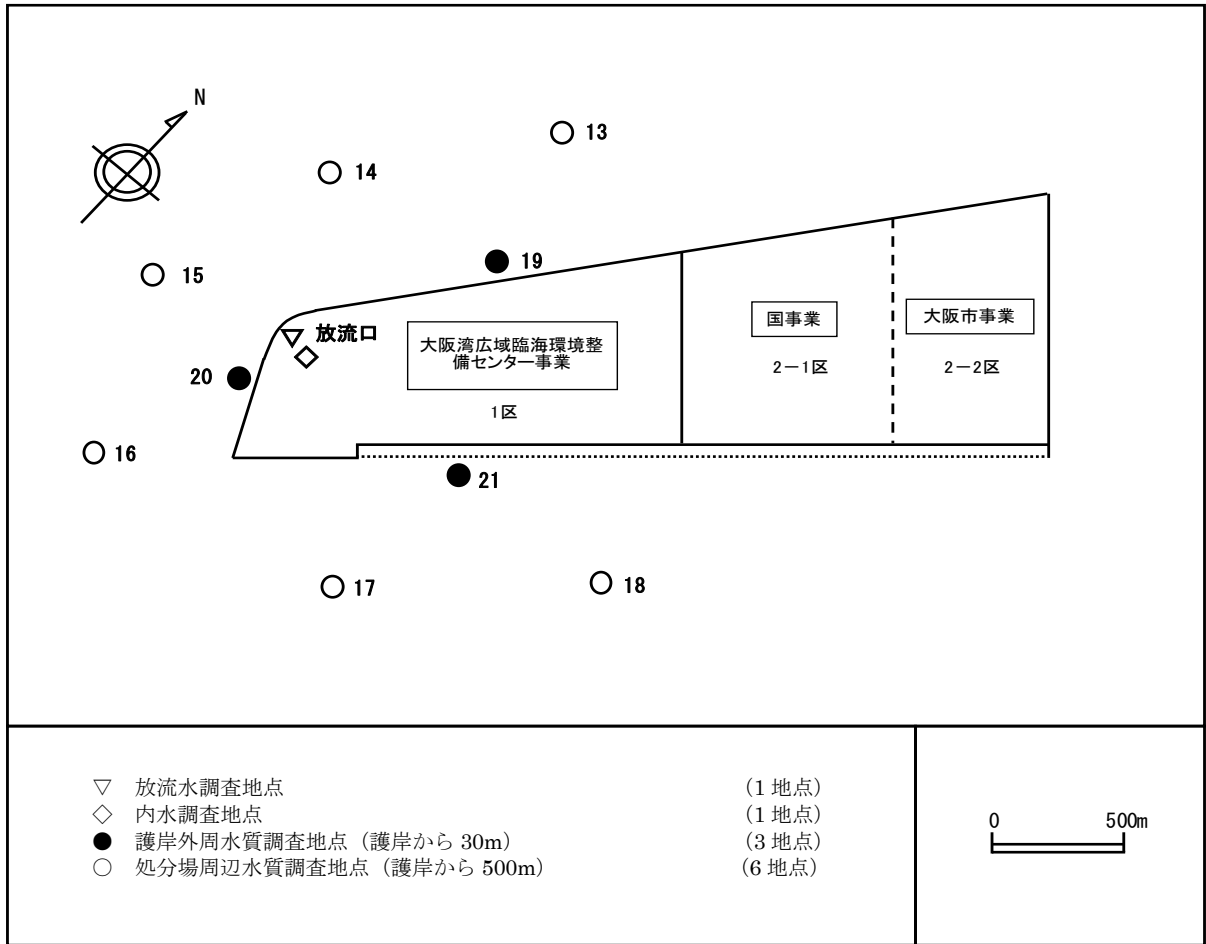 N
13
14
15
19
放流口
20
大阪湾広域臨海環境整
備センター事業
1区
国事業
2－1区
大阪市事業
2－2区
16
21
17
18
▽ 放流水調査地点 (1 地点)
◇ 内水調査地点 (1 地点)
● 護岸外周水質調査地点（護岸から 30m） (3 地点)
○ 処分場周辺水質調査地点（護岸から 500m） (6 地点)
0 500m